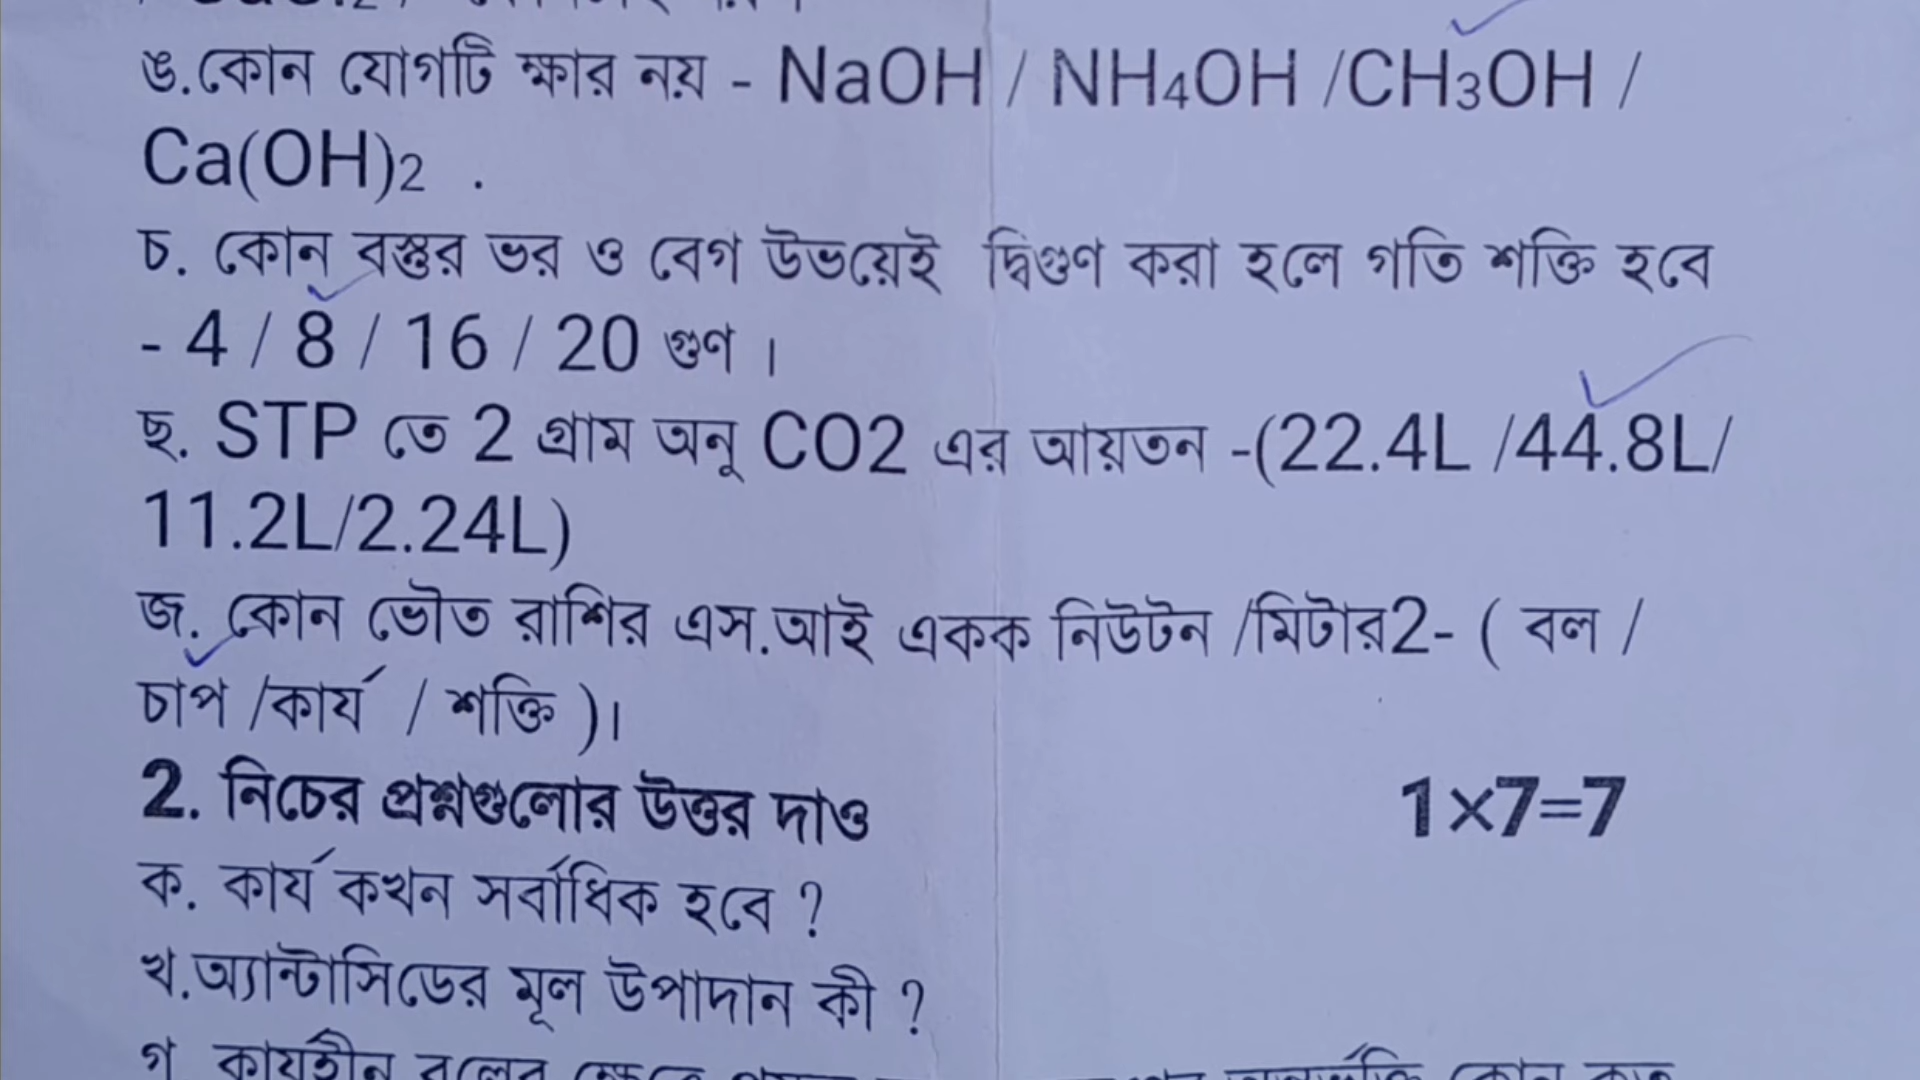 ঙ.কোন যোগটি ক্ষার নয় - NaOH / NH4OH /CH3OH /
Ca(OH)2 .
চ. কোন বস্তুর ভর ও বেগ উভয়েই দ্বিগুণ করা হলে গতি শক্তি হবে
- 4 / 8 / 16 / 20 গুণ ।
ছ. STP তে 2 গ্রাম অনু CO2 এর আয়তন -(22.4L /44.8L/
11.2L/2.24L)
জ. কোন ভৌত রাশির এস.আই একক নিউটন /মিটার2- ( বল /
চাপ /কার্য / শক্তি )।
2. নিচের প্রশ্নগুলোর উত্তর দাও 1×7=7
ক. কার্য কখন সর্বাধিক হবে ?
খ.অ্যান্টাসিডের মূল উপাদান কী ?
গ কার্যহীন বলের ক্ষেত্রে